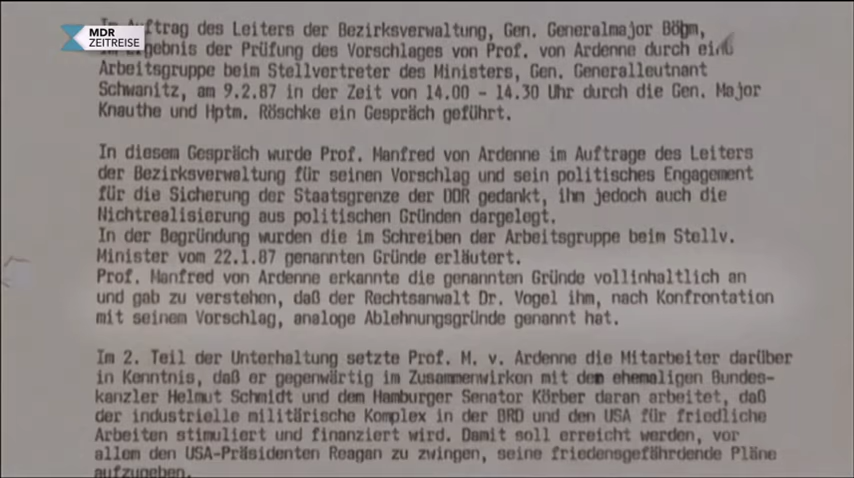 MDR
ZEITREISE
Im Auftrag des Leiters der Bezirksverwaltung, Gen. Generalmajor Böhm,
im Ergebnis der Prüfung des Vorschlages von Prof. von Ardenne durch eine
Arbeitsgruppe beim Stellvertreter des Ministers, Gen. Generalleutnant
Schwanitz, am 9.2.87 in der Zeit von 14.00 - 14.30 Uhr durch die Gen. Major
Knauthe und Hptm. Röschke ein Gespräch geführt.
In diesem Gespräch wurde Prof. Manfred von Ardenne im Auftrage des Leiters
der Bezirksverwaltung für seinen Vorschlag und sein politisches Engagement
für die Sicherung der Staatsgrenze der DDR gedankt, ihm jedoch auch die
Nichtrealisierung aus politischen Gründen dargelegt.
In der Begründung wurden die im Schreiben der Arbeitsgruppe beim Stellv.
Minister vom 22.1.87 genannten Gründe erläutert.
Prof. Manfred von Ardenne erkannte die genannten Gründe vollinhaltlich an
und gab zu verstehen, daß der Rechtsanwalt Dr. Vogel ihm, nach Konfrontation
mit seinem Vorschlag, analoge Ablehnungsgründe genannt hat.
Im 2. Teil der Unterhaltung setzte Prof. M. v. Ardenne die Mitarbeiter darüber
in Kenntnis, daß er gegenwärtig im Zusammenwirken mit dem ehemaligen Bundes-
kanzler Helmut Schmidt und dem Hamburger Senator Körber daran arbeitet, daß
der industrielle militärische Komplex in der BRD und den USA für friedliche
Arbeiten stimuliert und finanziert wird. Damit soll erreicht werden, vor
allem den USA-Präsidenten Reagan zu zwingen, seine friedensgefährdende Pläne
aufzugeben.